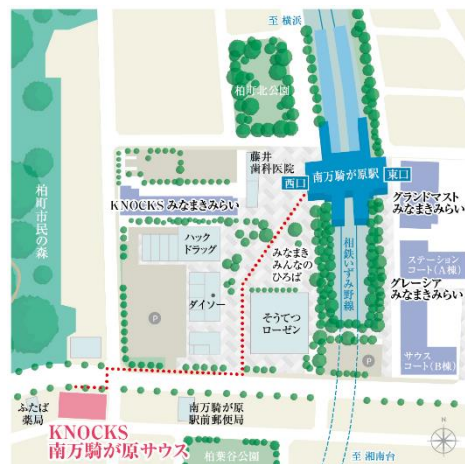 至 横浜
柏町北公園
藤井
歯科医院
西口
南万騎が原駅
東口
グランドマスト
みなまきみらい
KNOCKS みなまきみらい
柏町市民の森
ハック
ドラッグ
みなまき
みんなの
ひろば
相鉄いずみ野線
ステーション
コート(A棟)
グレーシア
みなまきみらい
ダイソー
そうてつ
ローゼン
P
P
サウス
コート(B棟)
ふたば
薬局
KNOCKS
南万騎が原サウス
南万騎が原
駅前郵便局
柏葉谷公園
至 湘南台